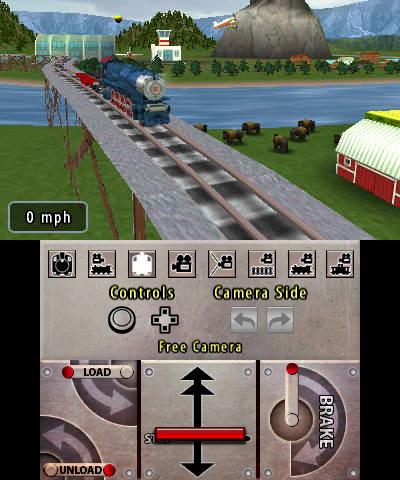 0 mph
Controls
Camera Side
Free Camera
LOAD
UNLOAD
BRAKE